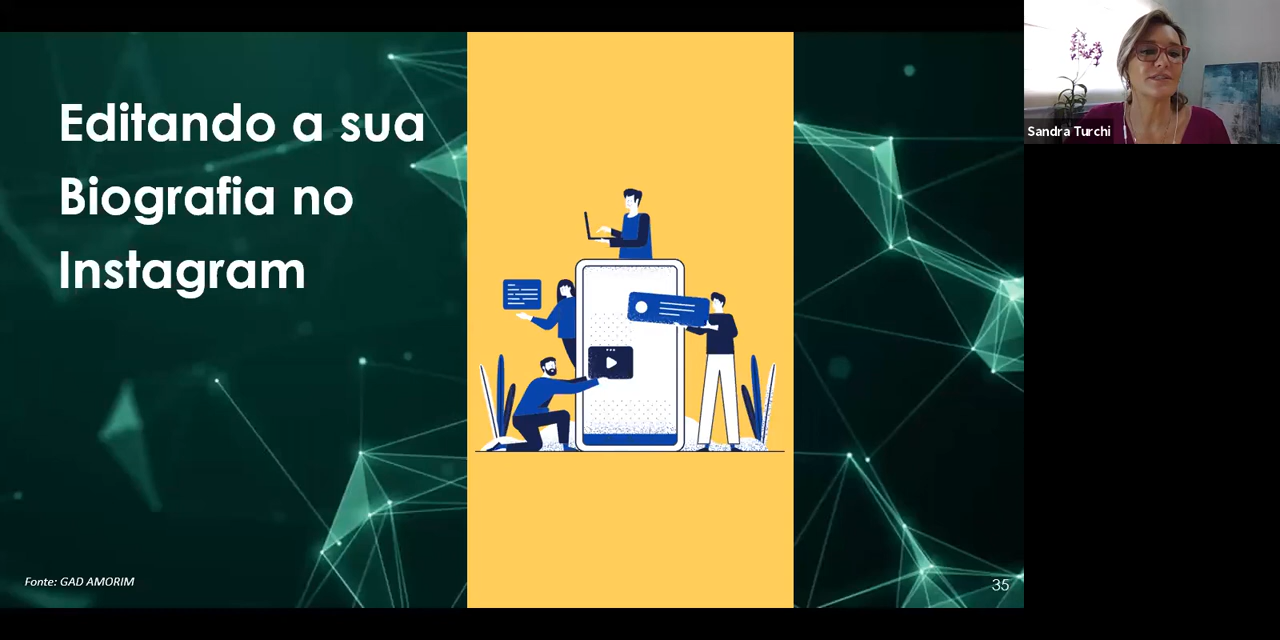 Editando a sua
Biografia no
Instagram
Fonte: GAD AMORIM
35
Sandra Turchi